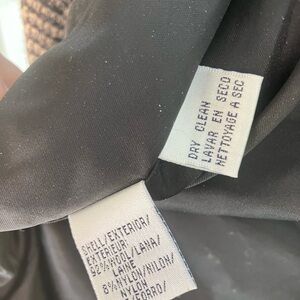 DRY CLEAN
LAVAR EN SECO
NETTOYAGE A SEC
SHELL/EXTERIOR/
EXTERIEUR:
92% WOOL/LANA/
LAINE
8% NYLON/NILON/
NYLON